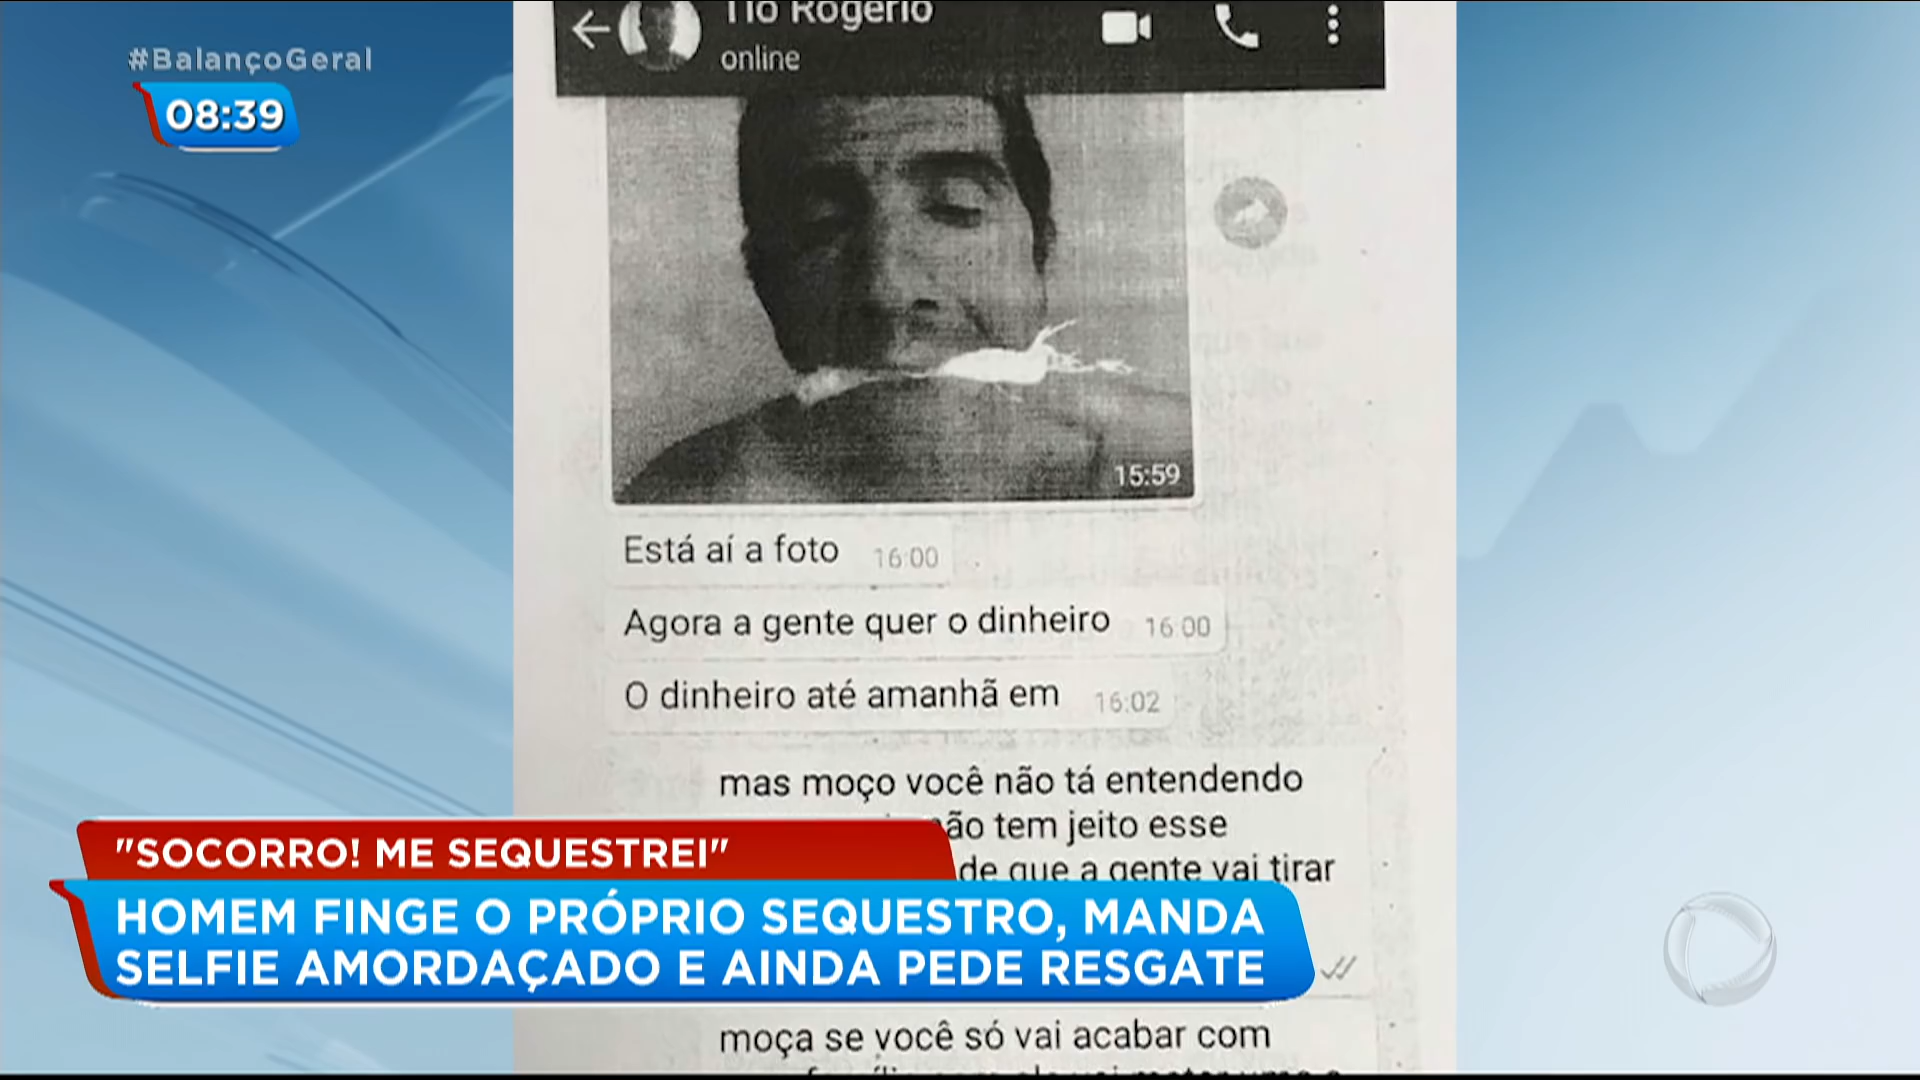 #BalançoGeral
08:39
Tio Rogério
online
15:59
Está aí a foto 16:00
Agora a gente quer o dinheiro 16:00
O dinheiro até amanhã em 16:02
mas moço você não tá entendendo
não tem jeito esse
de que a gente vai tirar
"SOCORRO! ME SEQUESTREI"
HOMEM FINGE O PRÓPRIO SEQUESTRO, MANDA
SELFIE AMORDAÇADO E AINDA PEDE RESGATE
moça se você só vai acabar com